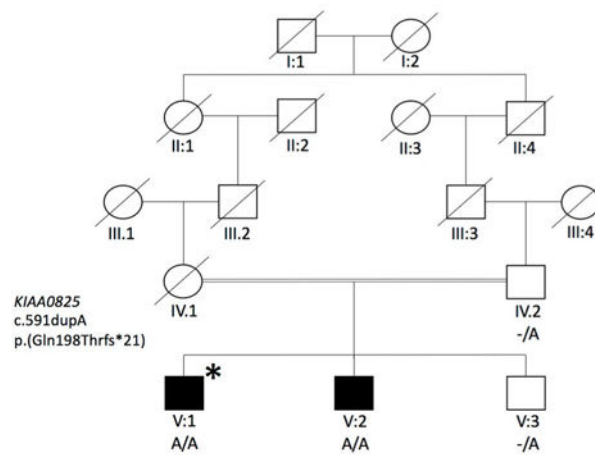 I:1 I:2
II:1 II:2 II:3 II:4
III.1 III.2 III:3 III:4
IV.1 IV.2
-/A
KIAA0825
c.591dupA
p.(Gln198Thrfs*21)
*
V:1 V:2 V:3
A/A A/A -/A